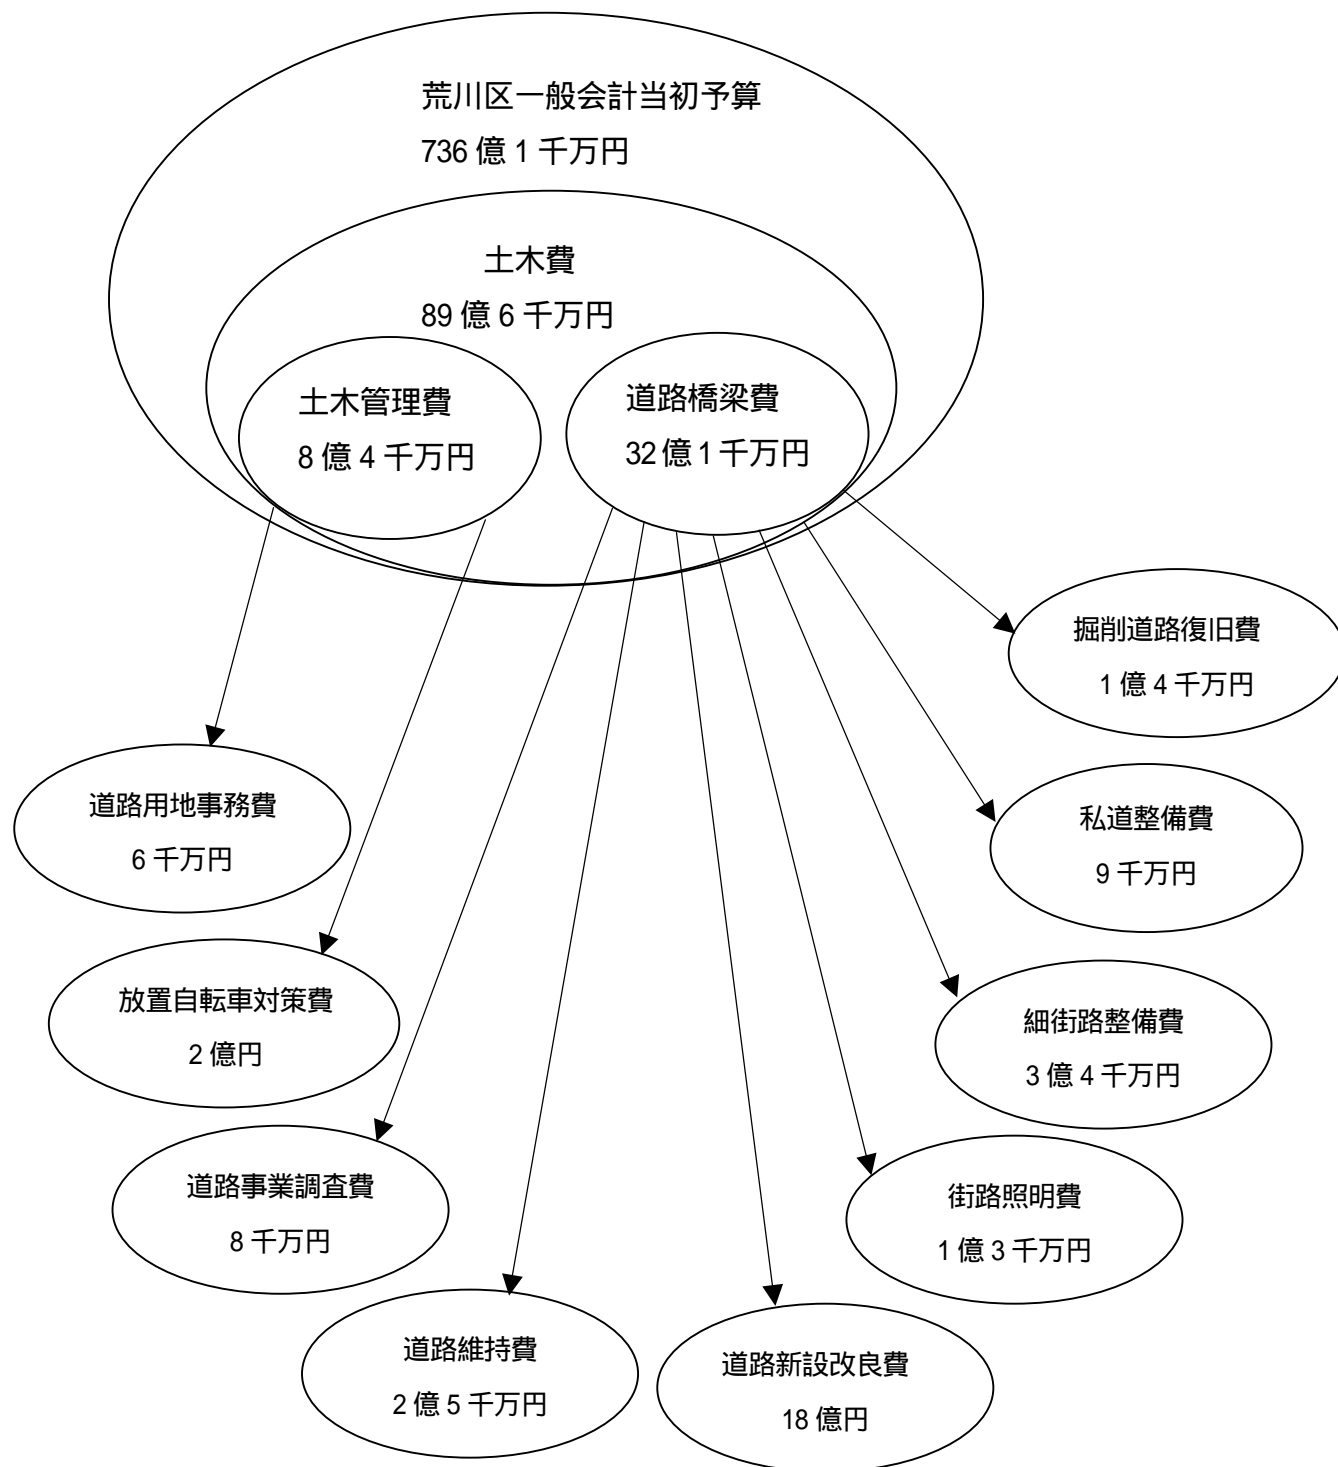 荒川区一般会計当初予算
736 億 1 千万円
土木費
89 億 6 千万円
土木管理費
8 億 4 千万円
道路橋梁費
32 億 1 千万円
掘削道路復旧費
1 億 4 千万円
道路用地事務費
6 千万円
私道整備費
9 千万円
放置自転車対策費
2 億円
細街路整備費
3 億 4 千万円
道路事業調査費
8 千万円
街路照明費
1 億 3 千万円
道路維持費
2 億 5 千万円
道路新設改良費
18 億円